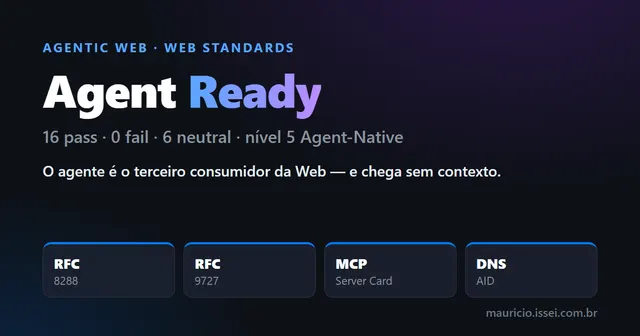 AGENTIC WEB · WEB STANDARDS
Agent Ready
16 pass · 0 fail · 6 neutral · nível 5 Agent-Native
O agente é o terceiro consumidor da Web — e chega sem contexto.
RFC
8288
RFC
9727
MCP
Server Card
DNS
AID
mauricio.issei.com.br